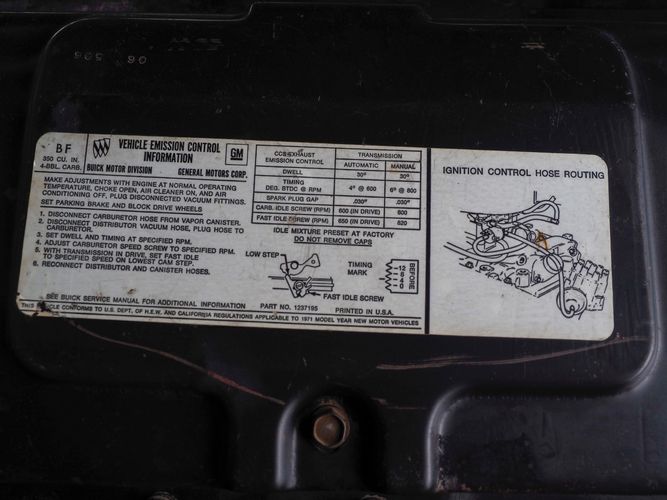 BF
350 CU. IN.
4-BBL. CARB.
VEHICLE EMISSION CONTROL
INFORMATION
BUICK MOTOR DIVISION
GENERAL MOTORS CORP.
GM
MAKE ADJUSTMENTS WITH ENGINE AT NORMAL OPERATING
TEMPERATURE, CHOKE OPEN, AIR CLEANER ON, AND AIR
CONDITIONING OFF, PLUG DISCONNECTED VACUUM FITTINGS.
SET PARKING BRAKE AND BLOCK DRIVE WHEELS
1. DISCONNECT CARBURETOR HOSE FROM VAPOR CANISTER.
2. DISCONNECT DISTRIBUTOR VACUUM HOSE, PLUG HOSE TO
CARBURETOR.
3. SET DWELL AND TIMING AT SPECIFIED RPM.
4. ADJUST CARBURETOR SPEED SCREW TO SPECIFIED RPM.
5. WITH TRANSMISSION IN DRIVE, SET FAST IDLE
TO SPECIFIED SPEED ON LOWEST CAM STEP.
6. RECONNECT DISTRIBUTOR AND CANISTER HOSES.
SEE BUICK SERVICE MANUAL FOR ADDITIONAL INFORMATION
CCS EXHAUST
EMISSION CONTROL
TRANSMISSION
AUTOMATIC MANUAL
DWELL 30° 30°
TIMING
DEG. BTDC @ RPM 4° @ 600 6° @ 800
SPARK PLUG GAP .030" .030"
CARB. IDLE SCREW (RPM) 600 (IN DRIVE) 800
FAST IDLE SCREW (RPM) 650 (IN DRIVE) 820
IDLE MIXTURE PRESET AT FACTORY
DO NOT REMOVE CAPS
LOW STEP
TIMING
MARK
12
8
4
0
BEFORE
FAST IDLE SCREW
PART NO. 1237195
PRINTED IN U.S.A.
THIS VEHICLE CONFORMS TO U.S. DEPT. OF H.E.W. AND CALIFORNIA REGULATIONS APPLICABLE TO 1971 MODEL YEAR NEW MOTOR VEHICLES
IGNITION CONTROL HOSE ROUTING